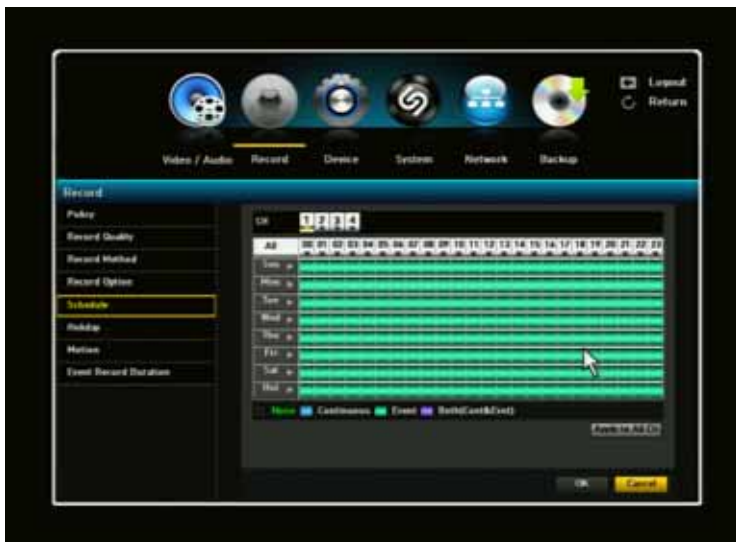 Logout
Return
Video / Audio Record Device System Network Backup
Record
Policy
Record Quality
Record Method
Record Option
Schedule
Holiday
Motion
Event Record Duration
CH 1 2 3 4
All 00 01 02 03 04 05 06 07 08 09 10 11 12 13 14 15 16 17 18 19 20 21 22 23
Sun
Mon
Tue
Wed
Thu
Fri
Sat
Hol
None Continuous Event Both(Cont&Evnt)
Apply to All CH
OK Cancel